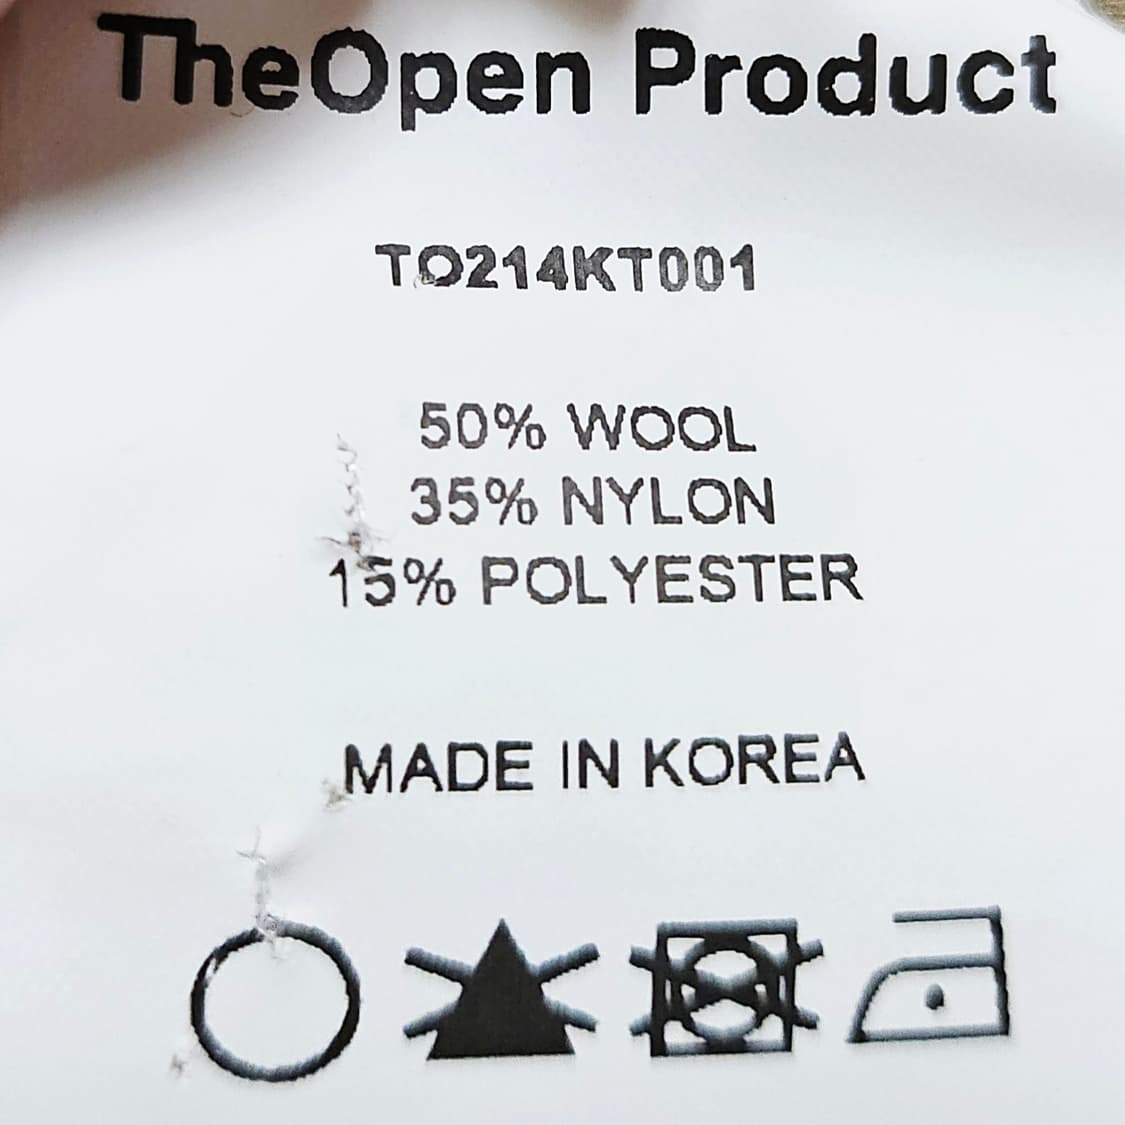 TheOpen Product
TO214KT001
50% WOOL
35% NYLON
15% POLYESTER
MADE IN KOREA